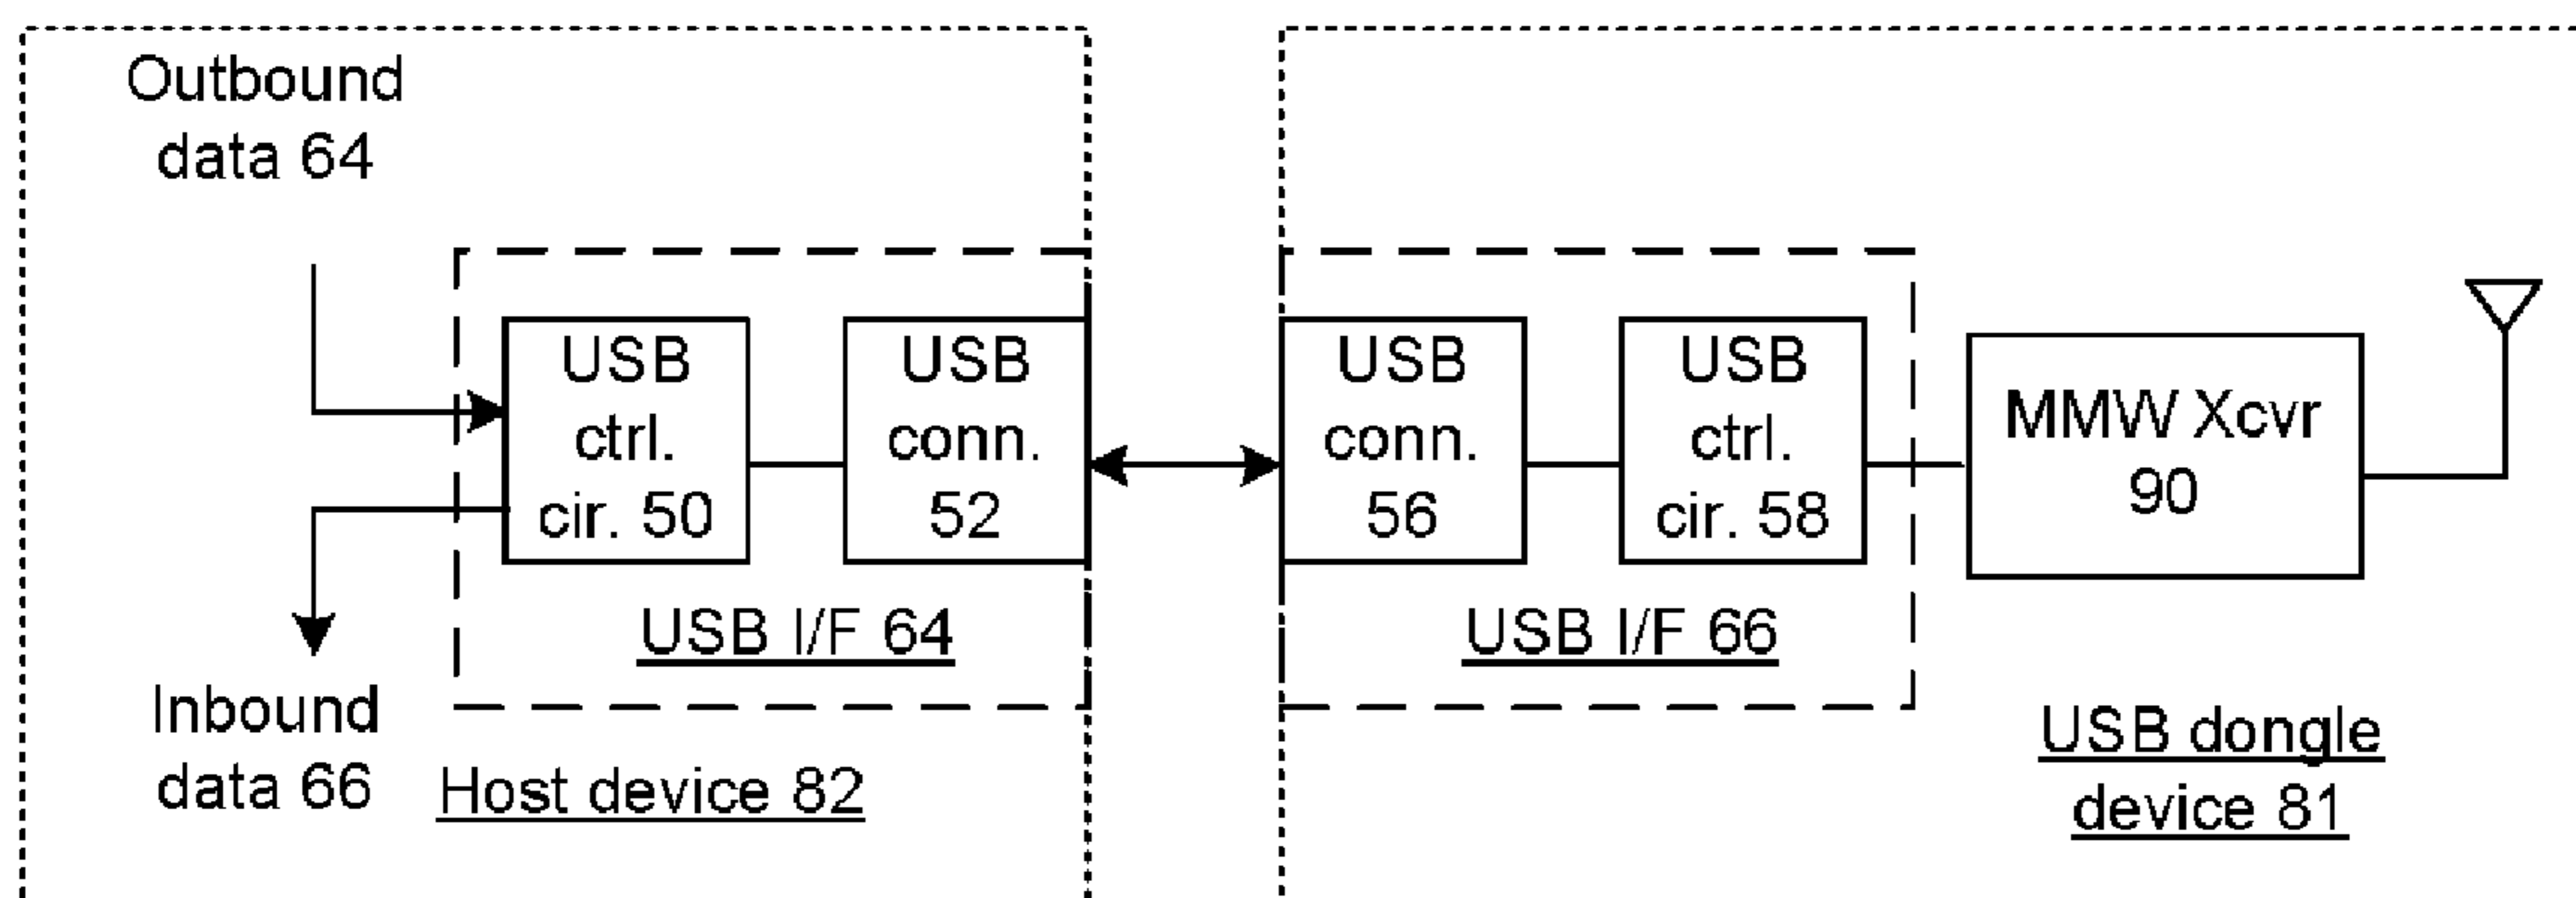 Outbound
data 64
USB
ctrl.
cir. 50
USB
conn.
52
USB I/F 64
Inbound
data 66
Host device 82
USB
conn.
56
USB
ctrl.
cir. 58
USB I/F 66
MMW Xcvr
90
USB dongle
device 81